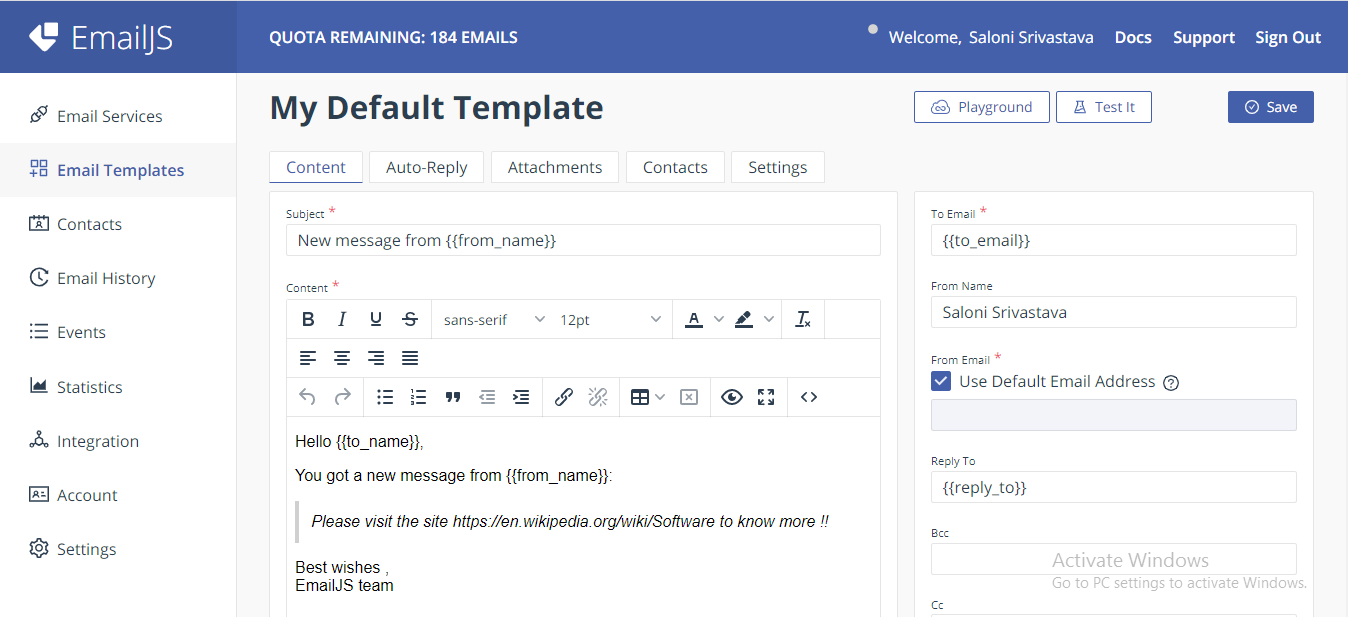 EmailJS
QUOTA REMAINING: 184 EMAILS
Welcome, Saloni Srivastava
Docs
Support
Sign Out
Email Services
Email Templates
Contacts
Email History
Events
Statistics
Integration
Account
Settings
My Default Template
Playground
Test It
Save
Content
Auto-Reply
Attachments
Contacts
Settings
Subject *
New message from {{from_name}}
Content *
B I U S sans-serif 12pt A
Hello {{to_name}},
You got a new message from {{from_name}}:
Please visit the site https://en.wikipedia.org/wiki/Software to know more !!
Best wishes ,
EmailJS team
To Email *
{{to_email}}
From Name
Saloni Srivastava
From Email *
Use Default Email Address
Reply To
{{reply_to}}
Bcc
Activate Windows
Go to PC settings to activate Windows.
Cc